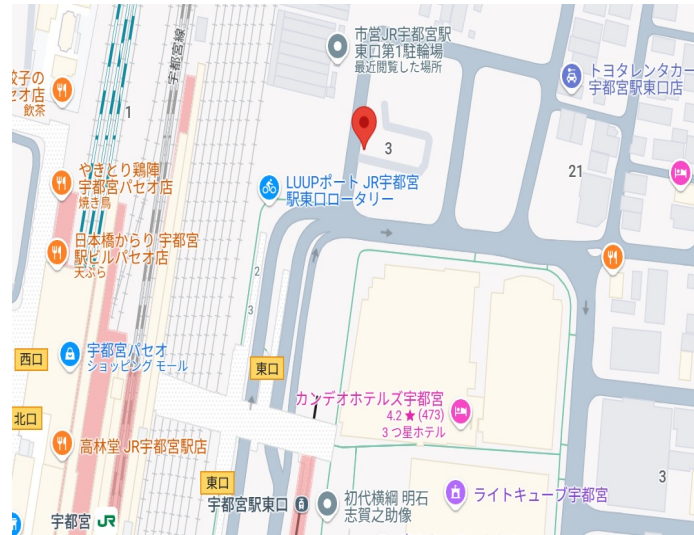 餃子の
セオ店
飲茶
1
宇都宮線
市営JR宇都宮駅
東口第1駐輪場
最近閲覧した場所
トヨタレンタカー
宇都宮駅東口店
3
21
やきとり鶏陣
宇都宮パセオ店
焼き鳥
LUUPポート JR宇都宮
駅東口ロータリー
日本橋からり 宇都宮
駅ビルパセオ店
天ぷら
2
3
西口
宇都宮パセオ
ショッピング モール
東口
北口
カンデオホテルズ宇都宮
4.2 ★ (473)
3 つ星ホテル
高林堂 JR宇都宮駅店
東口
宇都宮駅東口
初代横綱 明石
志賀之助像
ライトキューブ宇都宮
3
宇都宮 JR